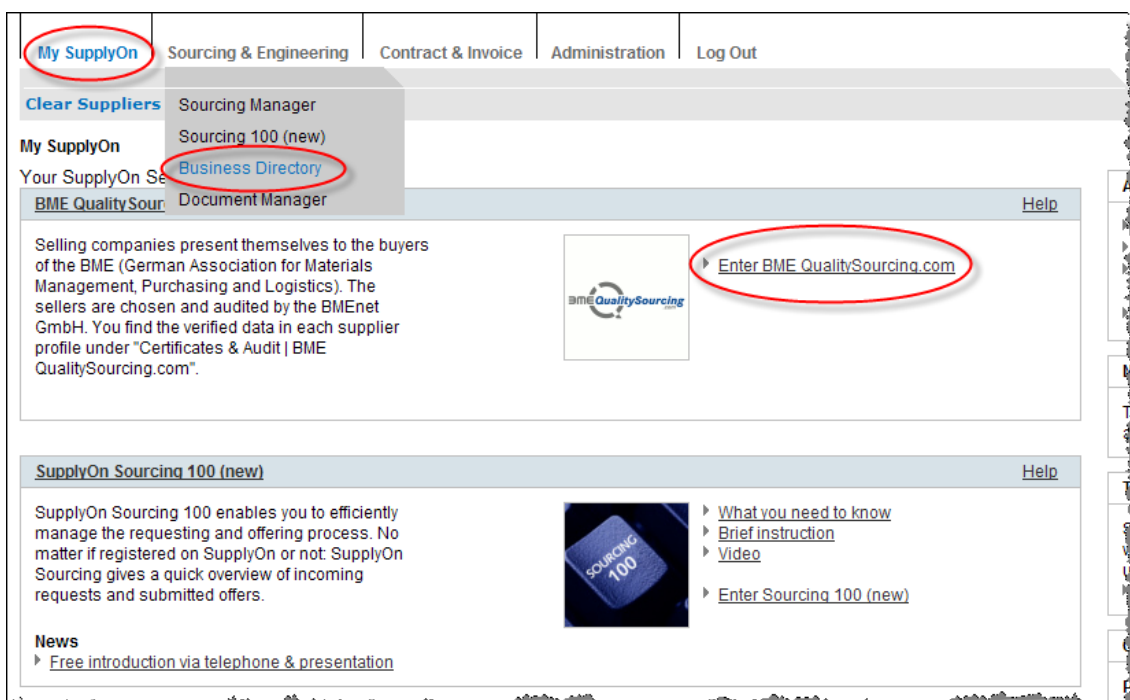 My SupplyOn Sourcing & Engineering Contract & Invoice Administration Log Out
Clear Suppliers
Sourcing Manager
Sourcing 100 (new)
Business Directory
Document Manager
My SupplyOn
Your SupplyOn
BME Help
Selling companies present themselves to the buyers
of the BME (German Association for Materials
Management, Purchasing and Logistics). The
sellers are chosen and audited by the BMEnet
GmbH. You find the verified data in each supplier
profile under "Certificates & Audit | BME
QualitySourcing.com".
BME QualitySourcing
.com
Enter BME QualitySourcing.com
SupplyOn Sourcing 100 (new) Help
SupplyOn Sourcing 100 enables you to efficiently
manage the requesting and offering process. No
matter if registered on SupplyOn or not: SupplyOn
Sourcing gives a quick overview of incoming
requests and submitted offers.
SOURCING
100
What you need to know
Brief instruction
Video
Enter Sourcing 100 (new)
News
Free introduction via telephone & presentation